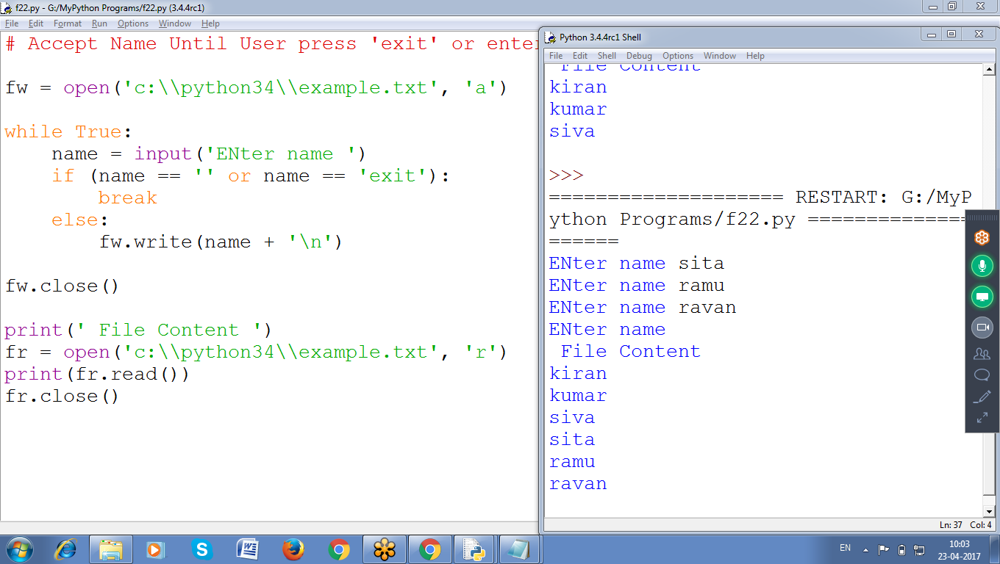 f22.py - G:/MyPython Programs/f22.py (3.4.4rc1)
File Edit Format Run Options Window Help
# Accept Name Until User press 'exit' or enter
fw = open('c:\\python34\\example.txt', 'a')
while True:
    name = input('ENter name ')
    if (name == '' or name == 'exit'):
        break
    else:
        fw.write(name + '\n')
fw.close()
print(' File Content ')
fr = open('c:\\python34\\example.txt', 'r')
print(fr.read())
fr.close()
Python 3.4.4rc1 Shell
File Edit Shell Debug Options Window Help
 File Content
kiran
kumar
siva
>>>
==================== RESTART: G:/MyP
ython Programs/f22.py ==============
======
ENter name sita
ENter name ramu
ENter name ravan
ENter name
 File Content
kiran
kumar
siva
sita
ramu
ravan
Ln: 37 Col: 4
EN
10:03
23-04-2017